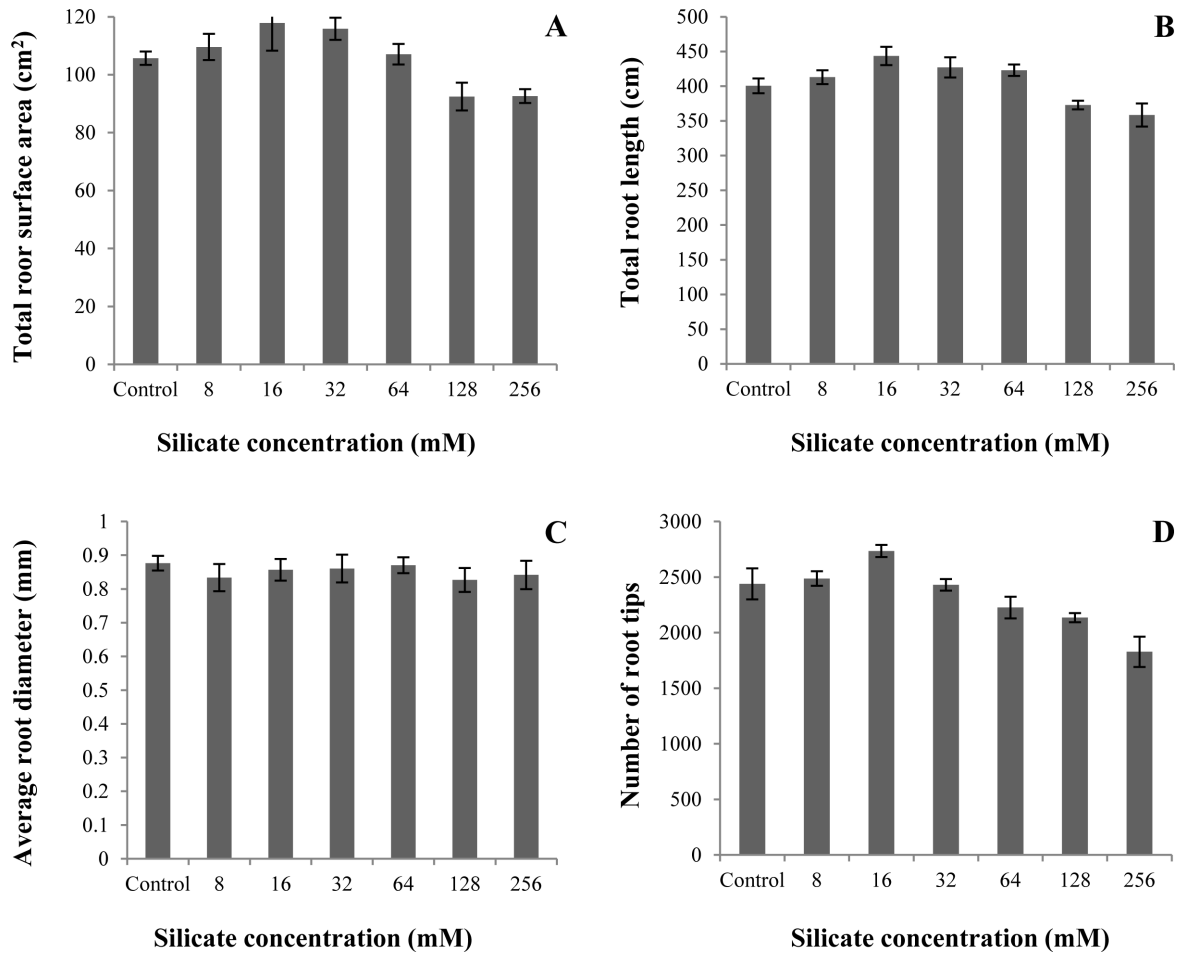 A
Total roor surface area (cm²)
120
100
80
60
40
20
0
Control 8 16 32 64 128 256
Silicate concentration (mM)
B
Total root length (cm)
500
450
400
350
300
250
200
150
100
50
0
Control 8 16 32 64 128 256
Silicate concentration (mM)
C
Average root diameter (mm)
1
0.9
0.8
0.7
0.6
0.5
0.4
0.3
0.2
0.1
0
Control 8 16 32 64 128 256
Silicate concentration (mM)
D
Number of root tips
3000
2500
2000
1500
1000
500
0
Control 8 16 32 64 128 256
Silicate concentration (mM)